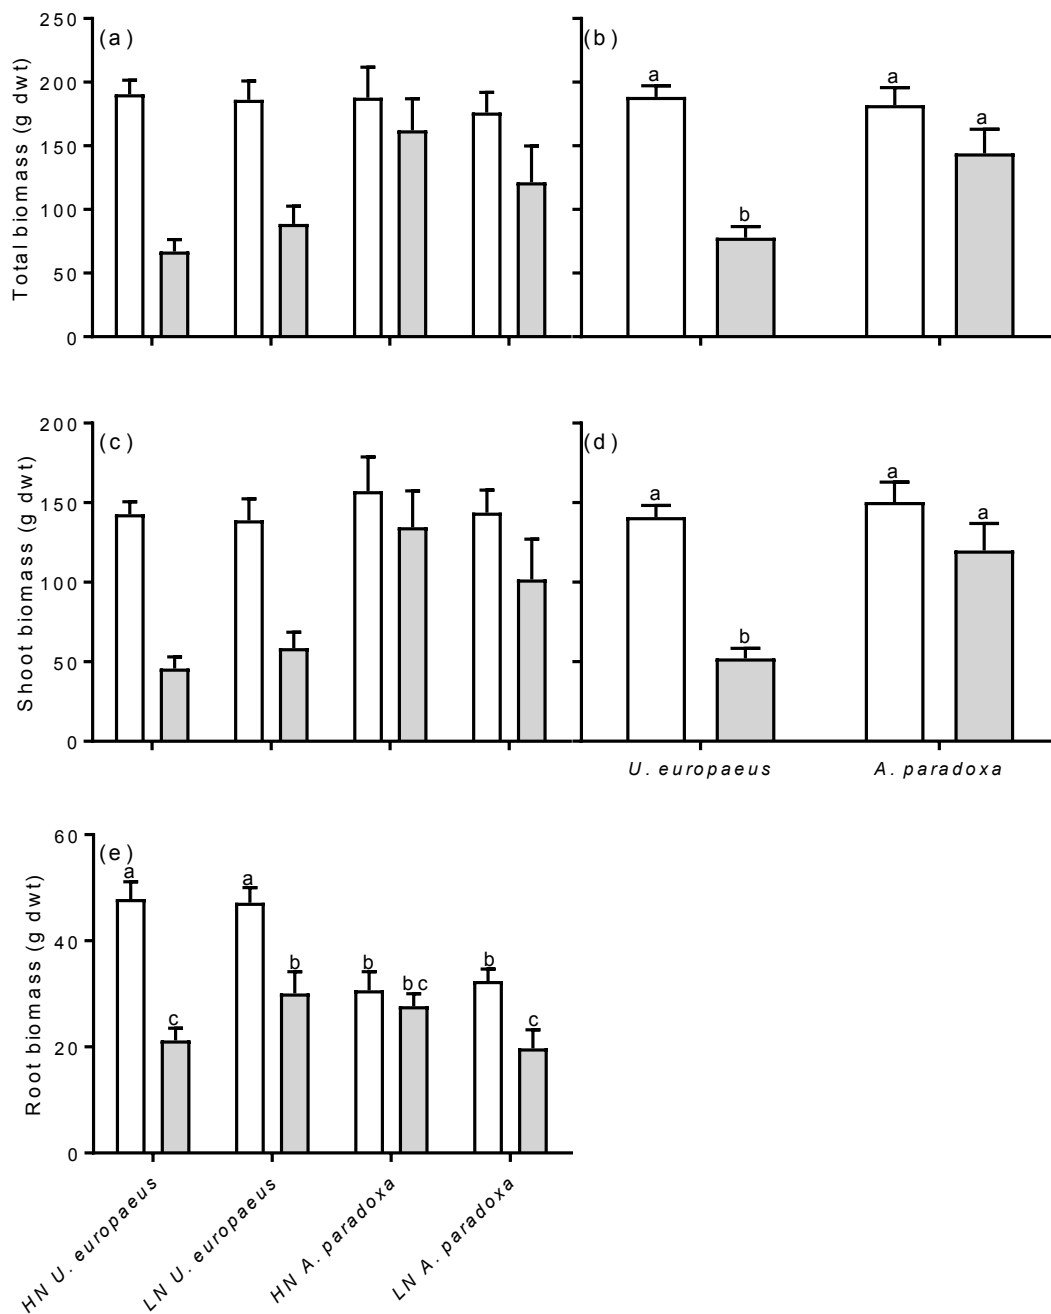 (a)
Total biomass (g dwt)
250
200
150
100
50
0
(b)
a
b
a
a
(c)
Shoot biomass (g dwt)
200
150
100
50
0
(d)
a
b
a
a
U. europaeus
A. paradoxa
(e)
Root biomass (g dwt)
60
40
20
0
a
c
a
b
b
bc
b
c
HN U. europaeus
LN U. europaeus
HN A. paradoxa
LN A. paradoxa